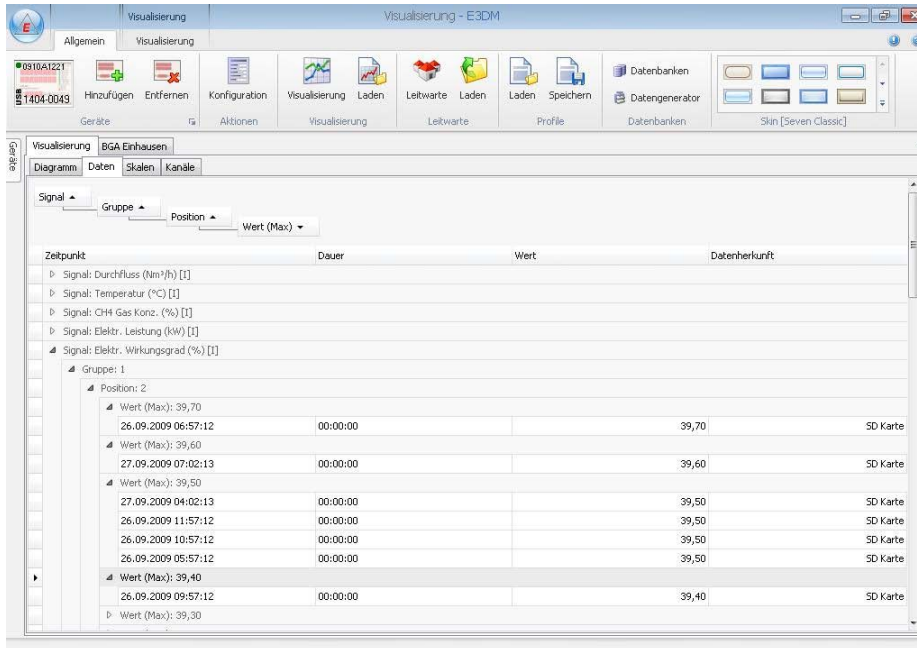 Visualisierung
Visualisierung - E3DM
Allgemein
Visualisierung
0910A1221
1404-0049
Hinzufügen
Entfernen
Konfiguration
Visualisierung
Laden
Leitwarte
Laden
Laden
Speichern
Datenbanken
Datengenerator
Geräte
Aktionen
Visualisierung
Leitwarte
Profile
Datenbanken
Skin [Seven Classic]
Geräte
Visualisierung
BGA Einhausen
Diagramm
Daten
Skalen
Kanäle
Signal
Gruppe
Position
Wert (Max)
Zeitpunkt Dauer Wert Datenherkunft
Signal: Durchfluss (Nm³/h) [I]
Signal: Temperatur (°C) [I]
Signal: CH4 Gas Konz. (%) [I]
Signal: Elektr. Leistung (kW) [I]
Signal: Elektr. Wirkungsgrad (%) [I]
Gruppe: 1
Position: 2
Wert (Max): 39,70
26.09.2009 06:57:12 00:00:00 39,70 SD Karte
Wert (Max): 39,60
27.09.2009 07:02:13 00:00:00 39,60 SD Karte
Wert (Max): 39,50
27.09.2009 04:02:13 00:00:00 39,50 SD Karte
26.09.2009 11:57:12 00:00:00 39,50 SD Karte
26.09.2009 10:57:12 00:00:00 39,50 SD Karte
26.09.2009 05:57:12 00:00:00 39,50 SD Karte
Wert (Max): 39,40
26.09.2009 09:57:12 00:00:00 39,40 SD Karte
Wert (Max): 39,30